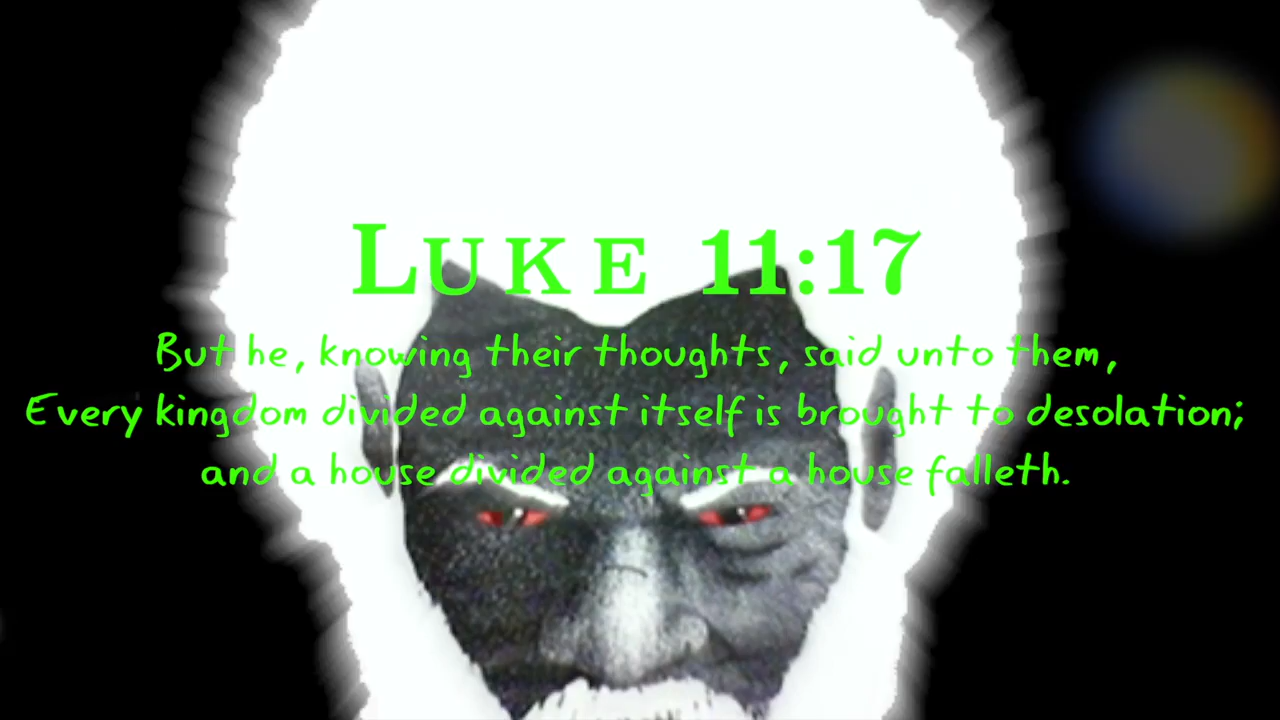 LUKE 11:17
But he, knowing their thoughts, said unto them,
Every kingdom divided against itself is brought to desolation;
and a house divided against a house falleth.